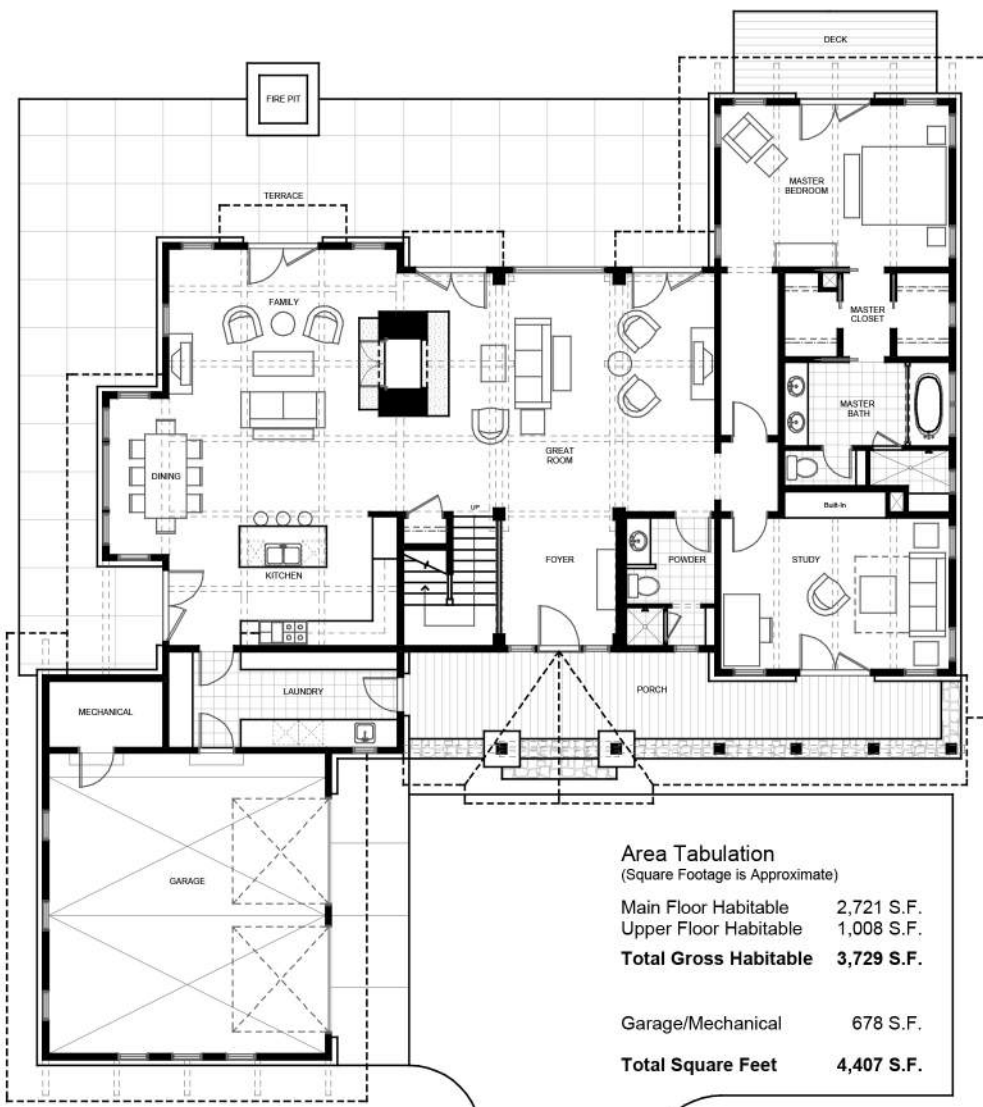 DECK
FIRE PIT
TERRACE
MASTER
BEDROOM
FAMILY
MASTER
CLOSET
MASTER
BATH
GREAT
ROOM
DINING
UP
Built-In
KITCHEN
FOYER
POWDER
STUDY
LAUNDRY
PORCH
MECHANICAL
GARAGE
Area Tabulation
(Square Footage is Approximate)
Main Floor Habitable 2,721 S.F.
Upper Floor Habitable 1,008 S.F.
Total Gross Habitable 3,729 S.F.
Garage/Mechanical 678 S.F.
Total Square Feet 4,407 S.F.